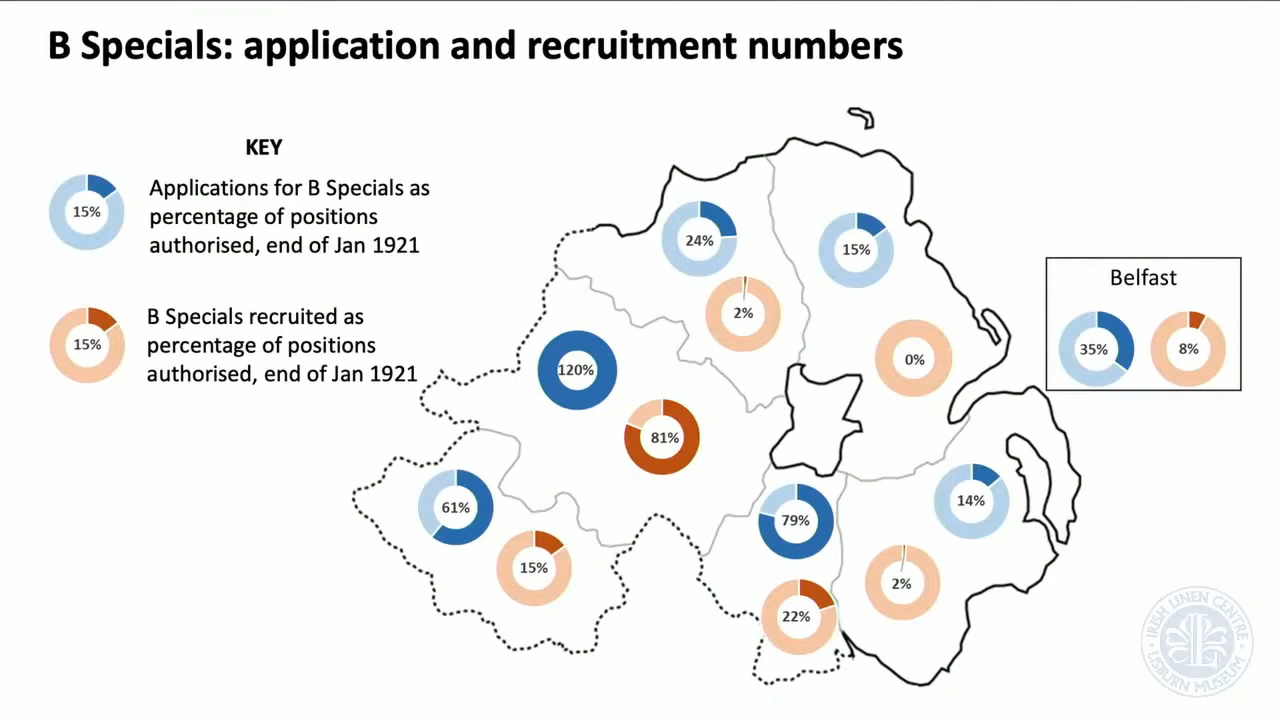 B Specials: application and recruitment numbers
KEY
15%
Applications for B Specials as
percentage of positions
authorised, end of Jan 1921
15%
B Specials recruited as
percentage of positions
authorised, end of Jan 1921
24%
15%
2%
0%
120%
81%
61%
15%
79%
22%
14%
2%
Belfast
35%
8%
IRISH LINEN CENTRE
LISBURN MUSEUM